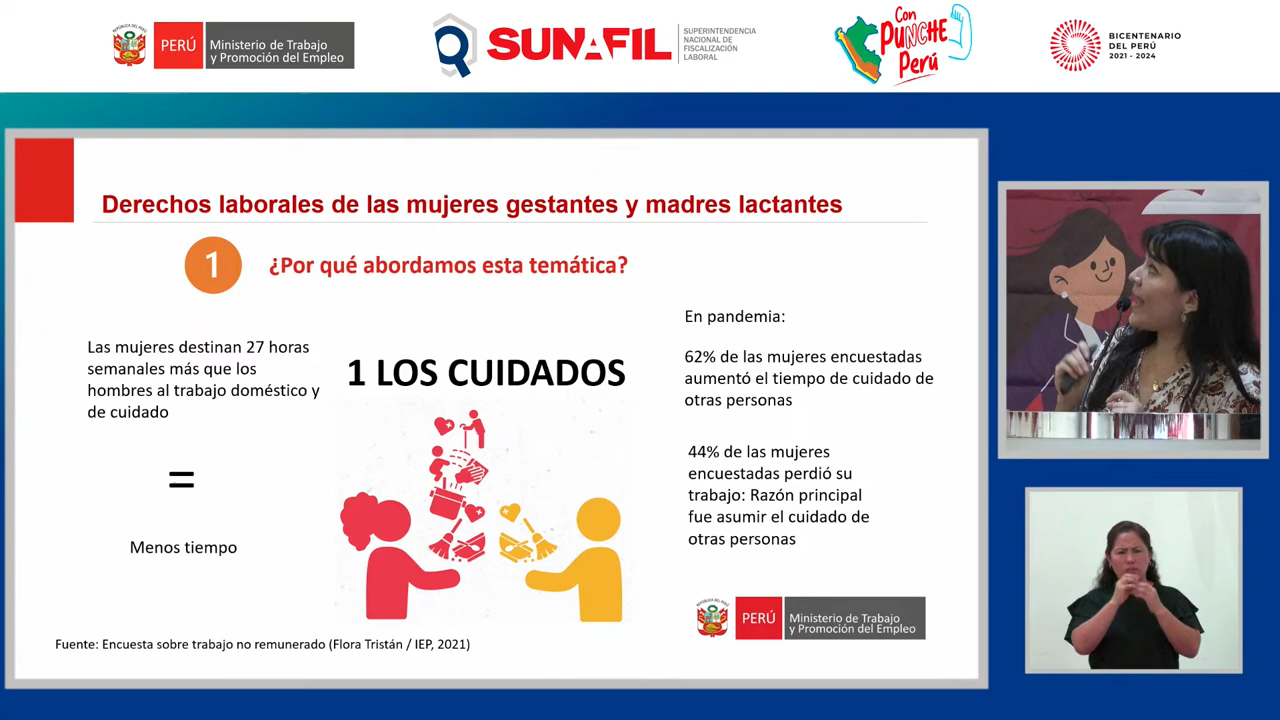 PERÚ
Ministerio de Trabajo
y Promoción del Empleo
SUNAFIL
SUPERINTENDENCIA
NACIONAL DE
FISCALIZACIÓN
LABORAL
Con
PUNCHE
Perú
BICENTENARIO
DEL PERÚ
2021 - 2024
Derechos laborales de las mujeres gestantes y madres lactantes
1
¿Por qué abordamos esta temática?
Las mujeres destinan 27 horas
semanales más que los
hombres al trabajo doméstico y
de cuidado
=
Menos tiempo
1 LOS CUIDADOS
En pandemia:
62% de las mujeres encuestadas
aumentó el tiempo de cuidado de
otras personas
44% de las mujeres
encuestadas perdió su
trabajo: Razón principal
fue asumir el cuidado de
otras personas
REPÚBLICA DEL PERÚ
PERÚ
Ministerio de Trabajo
y Promoción del Empleo
Fuente: Encuesta sobre trabajo no remunerado (Flora Tristán / IEP, 2021)